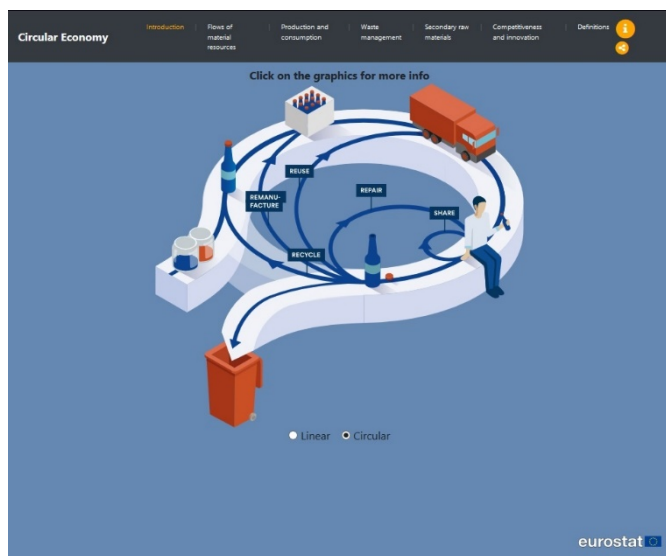 Circular Economy
Introduction
Flows of
material
resources
Production and
consumption
Waste
management
Secondary raw
materials
Competitiveness
and innovation
Definitions
i
Click on the graphics for more info
REUSE
REPAIR
REMANU-
FACTURE
SHARE
RECYCLE
Linear
Circular
eurostat